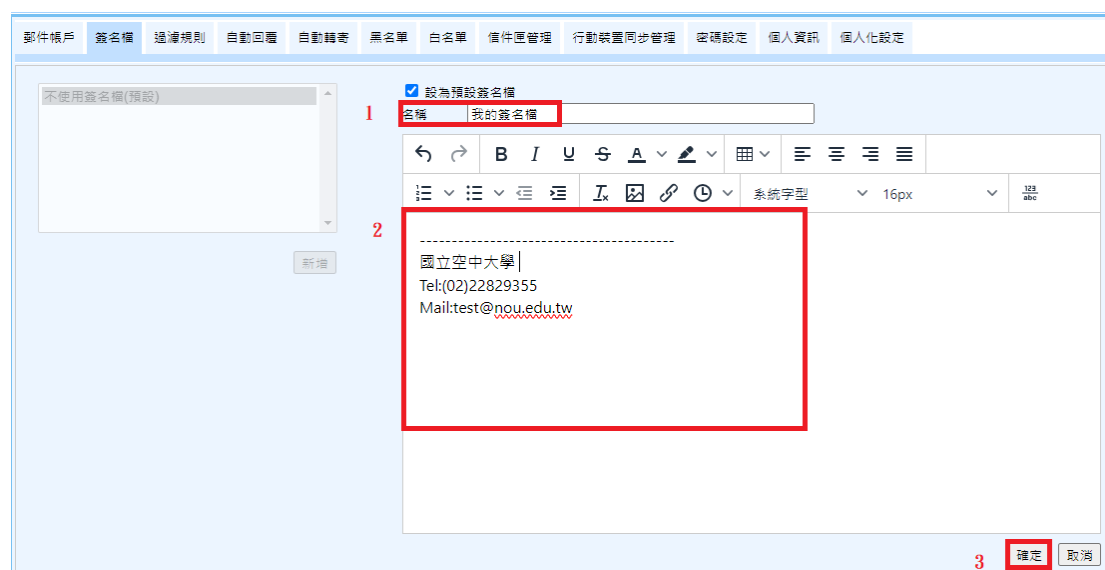 郵件帳戶 簽名檔 過濾規則 自動回覆 自動轉寄 黑名單 白名單 信件匣管理 行動裝置同步管理 密碼設定 個人資訊 個人化設定
不使用簽名檔(預設)
新增
設為預設簽名檔
1 名稱 我的簽名檔
B I U S A
Tx 系統字型 16px 123 abc
2
----------------------------------------
國立空中大學
Tel:(02)22829355
Mail:test@nou.edu.tw
3 確定 取消